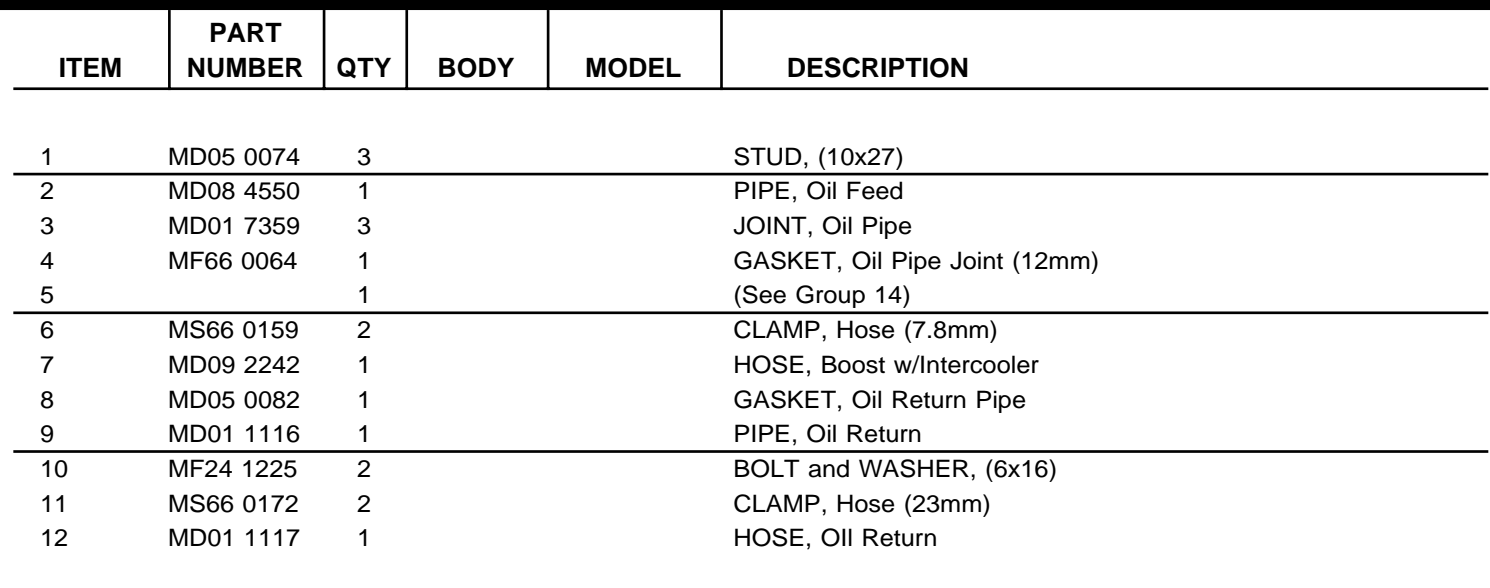 PART
ITEM NUMBER QTY BODY MODEL DESCRIPTION
1 MD05 0074 3 STUD, (10x27)
2 MD08 4550 1 PIPE, Oil Feed
3 MD01 7359 3 JOINT, Oil Pipe
4 MF66 0064 1 GASKET, Oil Pipe Joint (12mm)
5 1 (See Group 14)
6 MS66 0159 2 CLAMP, Hose (7.8mm)
7 MD09 2242 1 HOSE, Boost w/Intercooler
8 MD05 0082 1 GASKET, Oil Return Pipe
9 MD01 1116 1 PIPE, Oil Return
10 MF24 1225 2 BOLT and WASHER, (6x16)
11 MS66 0172 2 CLAMP, Hose (23mm)
12 MD01 1117 1 HOSE, OIl Return